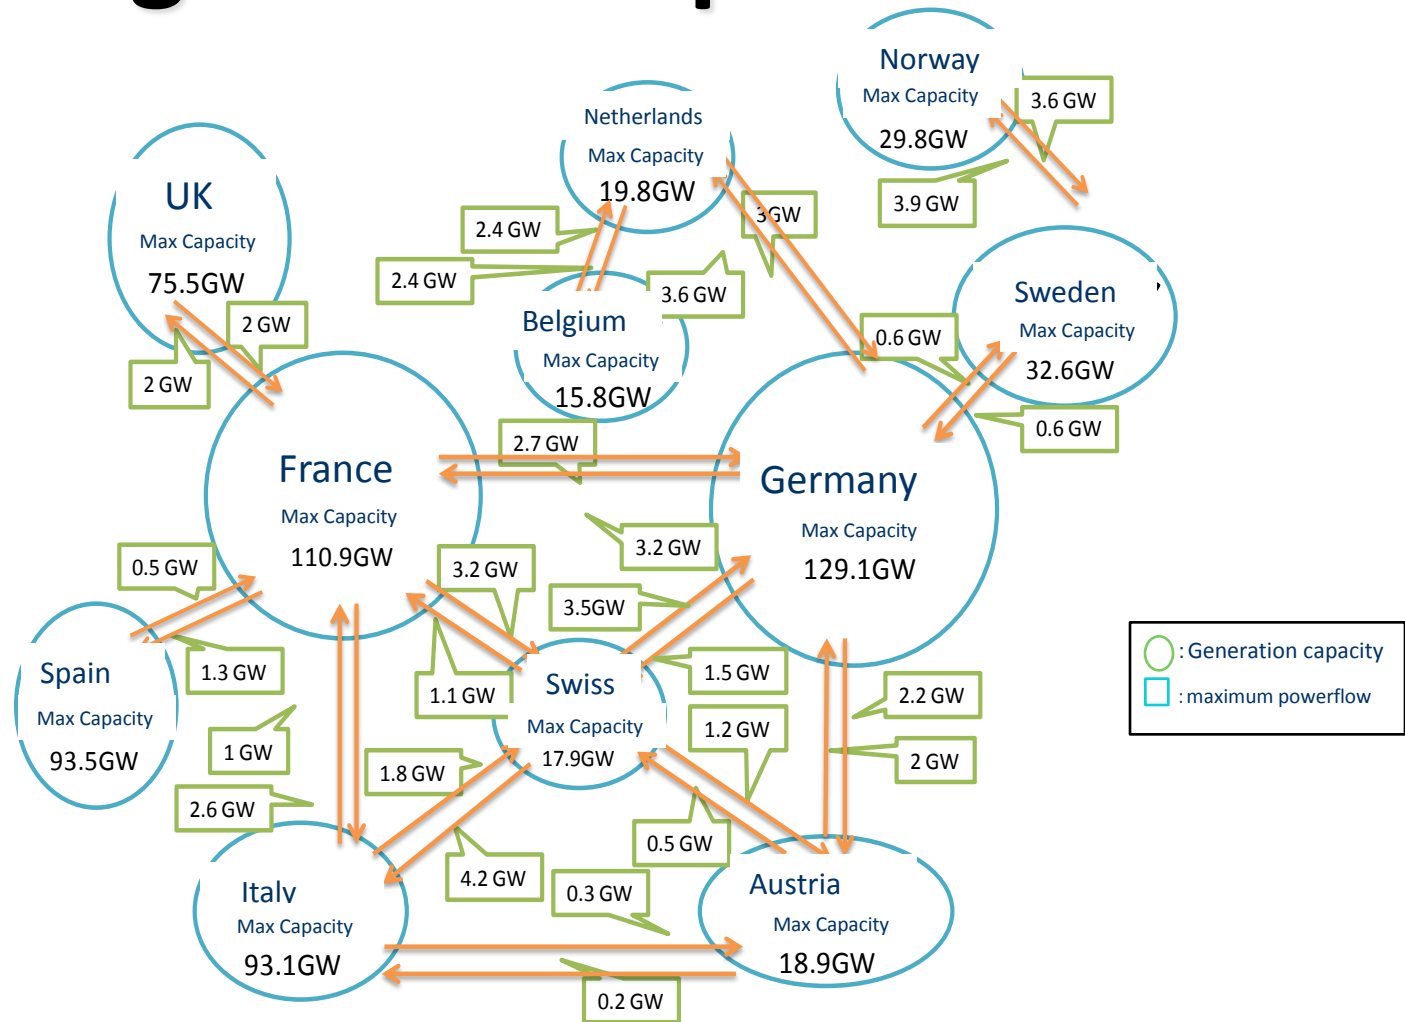 Norway
Max Capacity
29.8GW
3.6 GW
3.9 GW
Netherlands
Max Capacity
19.8GW
UK
Max Capacity
75.5GW
2.4 GW
2.4 GW
3GW
3.6 GW
2 GW
2 GW
Belgium
Max Capacity
15.8GW
Sweden
Max Capacity
32.6GW
0.6 GW
0.6 GW
2.7 GW
France
Max Capacity
110.9GW
Germany
Max Capacity
129.1GW
3.2 GW
3.2 GW
0.5 GW
3.5GW
1.3 GW
1.1 GW
1.5 GW
Spain
Max Capacity
93.5GW
Swiss
Max Capacity
17.9GW
: Generation capacity
: maximum powerflow
2.2 GW
1.2 GW
2 GW
1 GW
1.8 GW
2.6 GW
0.5 GW
4.2 GW
0.3 GW
Italy
Max Capacity
93.1GW
Austria
Max Capacity
18.9GW
0.2 GW